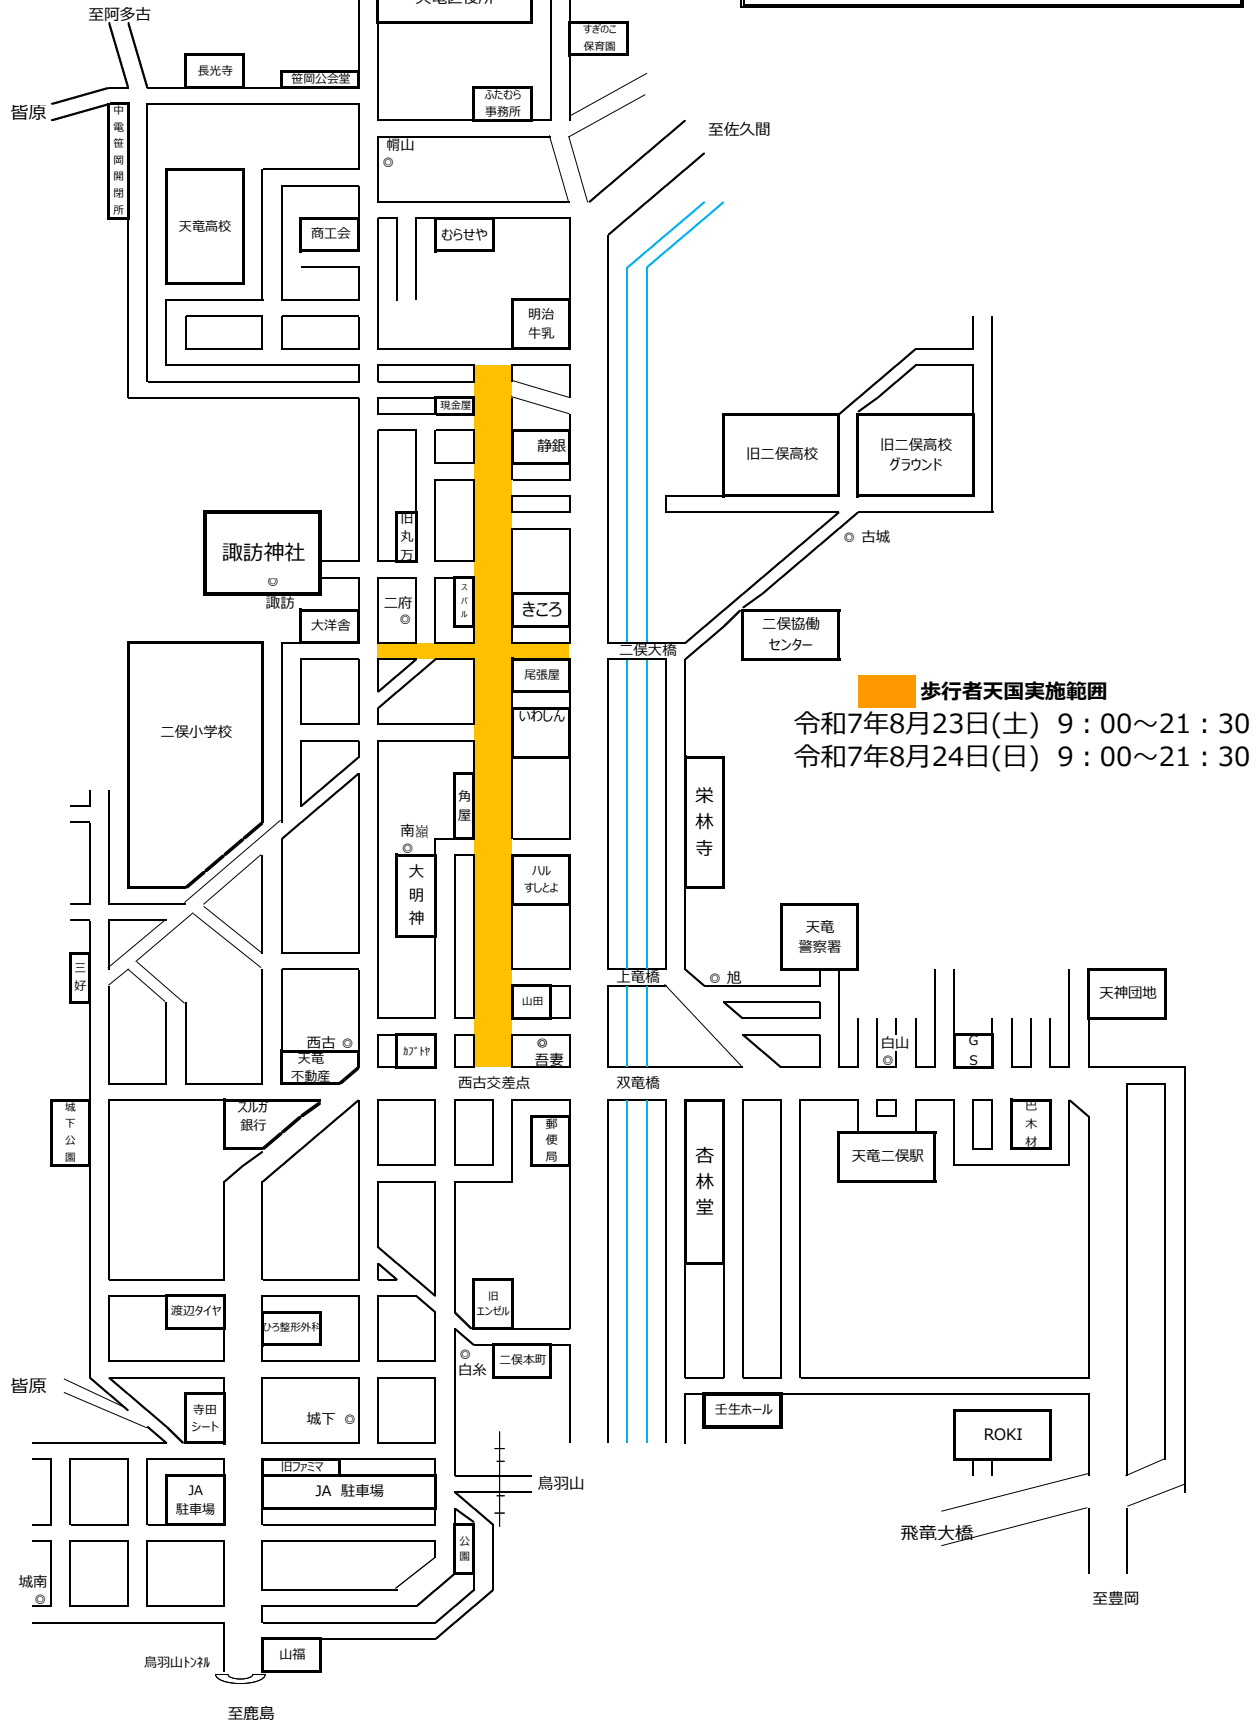 至阿多古
すぎのこ
保育園
長光寺
笹岡公会堂
ふたむら
事務所
皆原
中電笹岡開閉所
至佐久間
帽山
◎
天竜高校
商工会
むらせや
明治
牛乳
現金屋
静銀
旧二俣高校
旧二俣高校
グラウンド
旧丸万
◎ 古城
諏訪神社
◎
諏訪
スバル
二府
◎
きころ
大洋舎
二俣協働
センター
二俣大橋
尾張屋
歩行者天国実施範囲
いわしん
令和7年8月23日(土) 9:00~21:30
二俣小学校
令和7年8月24日(日) 9:00~21:30
角屋
栄林寺
南嶽
◎
大明神
ハル
すしとよ
天竜
警察署
三好
上竜橋
◎ 旭
天神団地
山田
西古 ◎
カブトヤ
◎
吾妻
白山
◎
GS
天竜
不動産
西古交差点
双竜橋
城下公園
スルガ
銀行
郵便局
巴木材
杏林堂
天竜二俣駅
渡辺タイヤ
ひろ整形外科
旧
エンゼル
◎
白糸
二俣本町
皆原
寺田
シート
城下 ◎
壬生ホール
ROKI
旧ファミマ
JA
駐車場
JA 駐車場
鳥羽山
公園
飛竜大橋
城南
◎
至豊岡
山福
鳥羽山トンネル
至鹿島